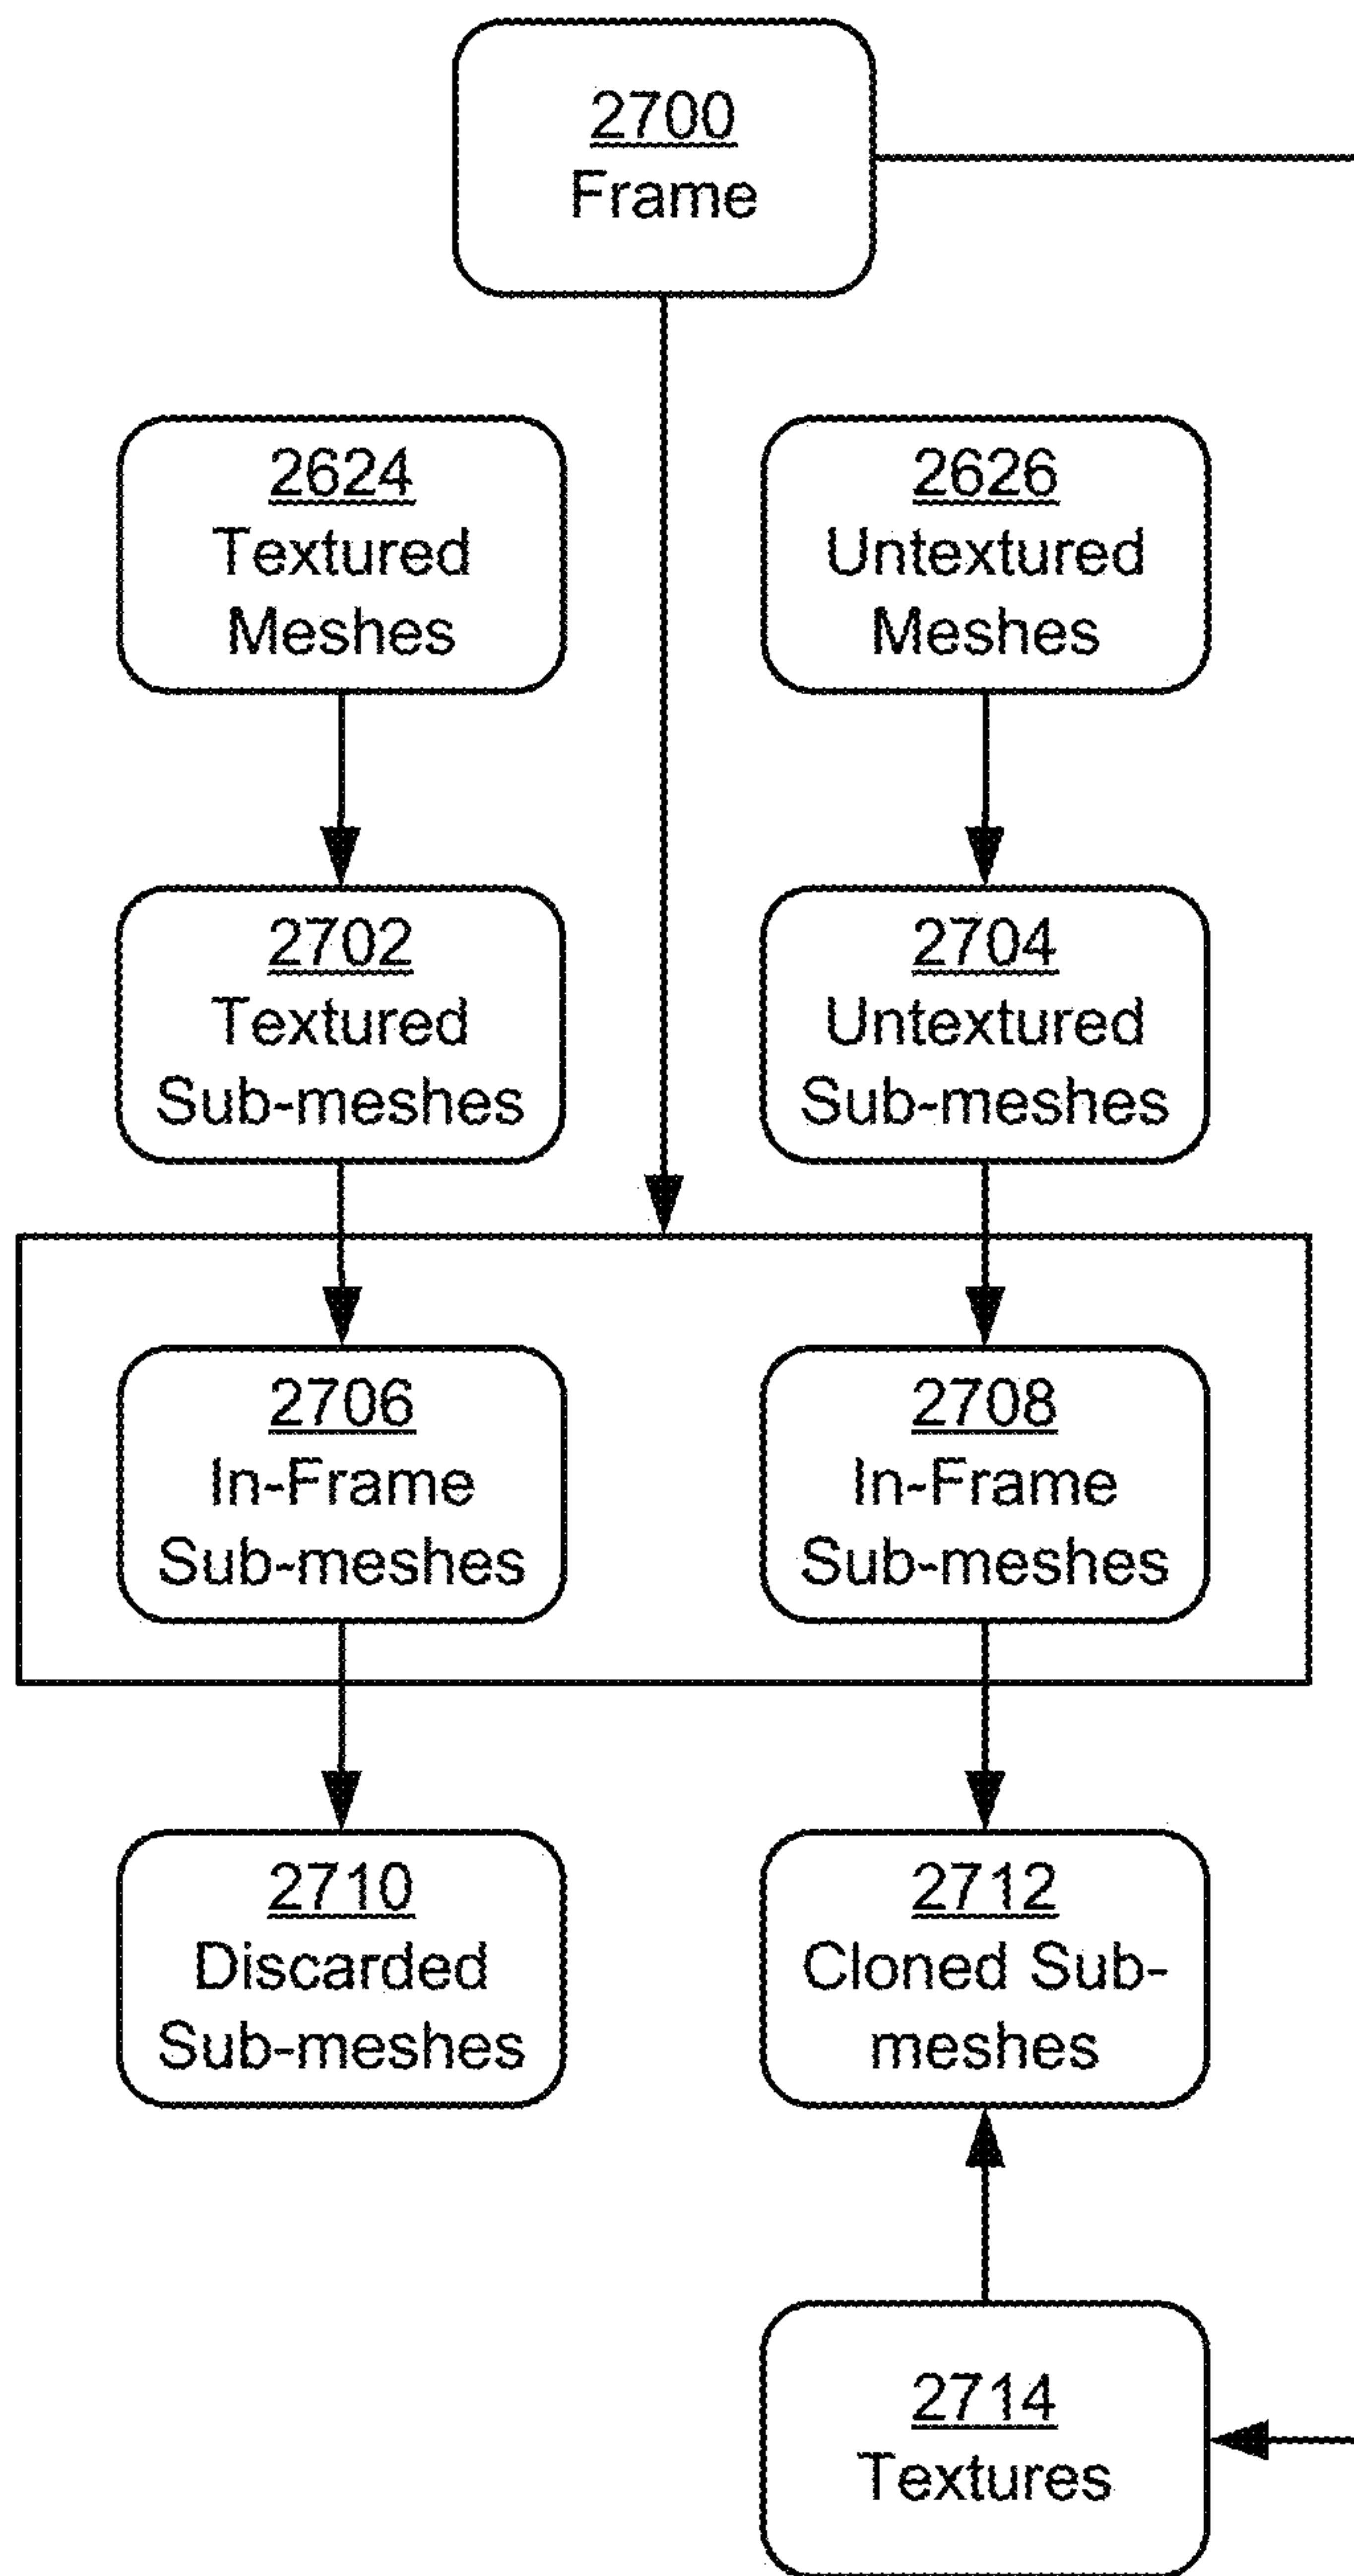 2700
Frame
2624
Textured
Meshes
2626
Untextured
Meshes
2702
Textured
Sub-meshes
2704
Untextured
Sub-meshes
2706
In-Frame
Sub-meshes
2708
In-Frame
Sub-meshes
2710
Discarded
Sub-meshes
2712
Cloned Sub-
meshes
2714
Textures